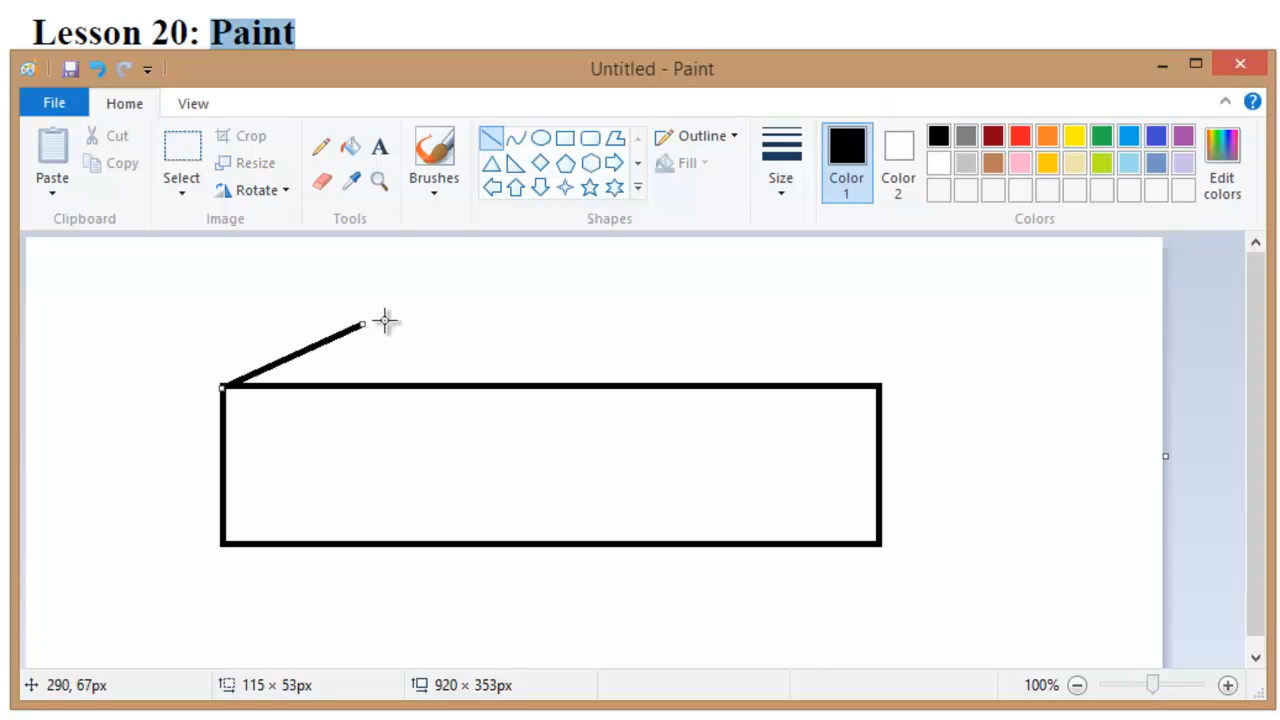 Lesson 20: Paint
Untitled - Paint
File Home View
Paste
Cut
Copy
Clipboard
Select
Crop
Resize
Rotate
Image
A
Tools
Brushes
Outline
Fill
Shapes
Size
Color 1
Color 2
Edit colors
Colors
290, 67px 115 × 53px 920 × 353px 100%